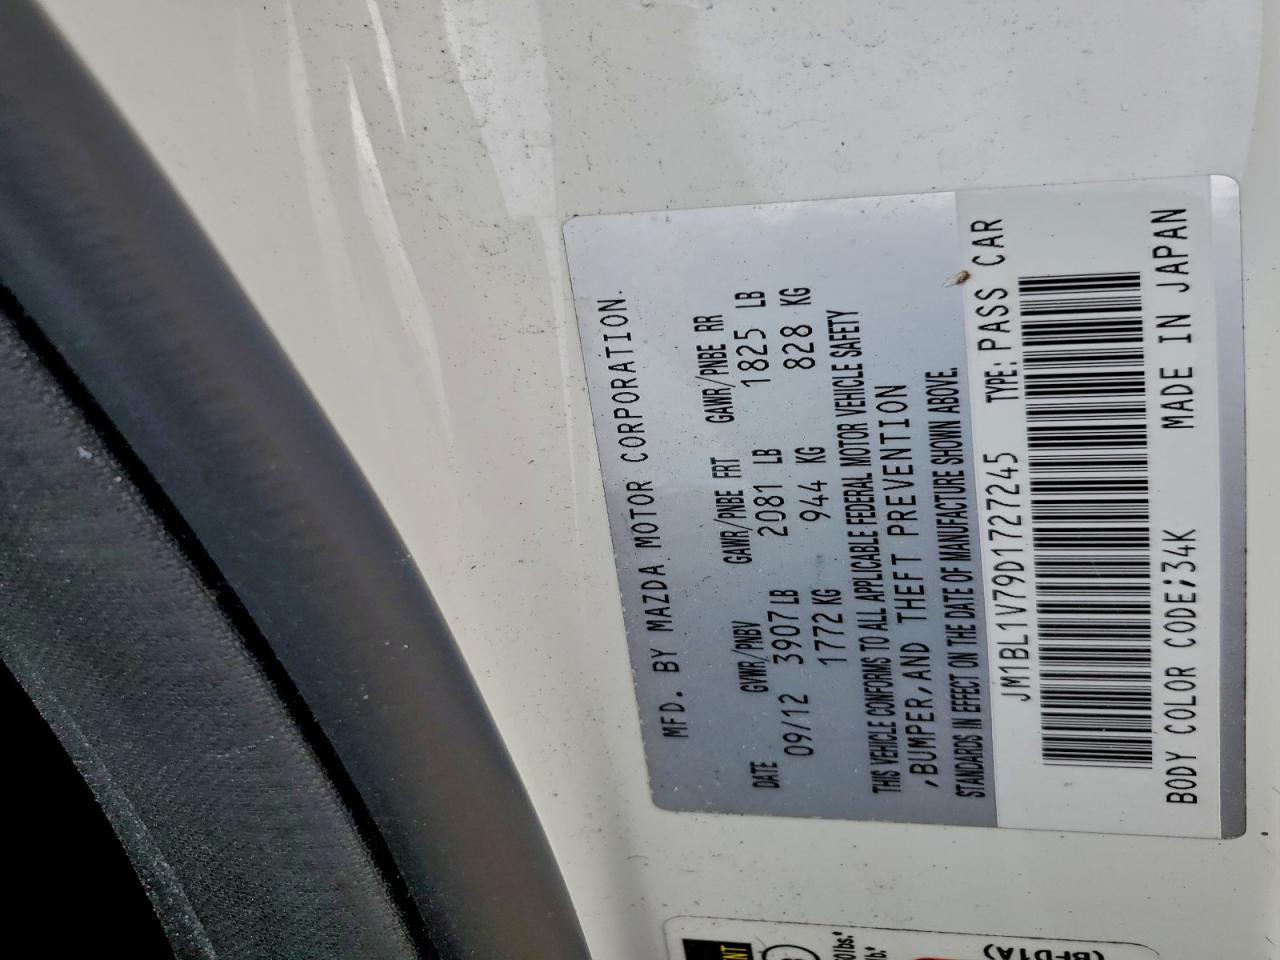 MFD. BY MAZDA MOTOR CORPORATION.
DATE GVWR/PNBV GAWR/PNBE FRT GAWR/PNBE RR
09/12 3907 LB 2081 LB 1825 LB
1772 KG 944 KG 828 KG
THIS VEHICLE CONFORMS TO ALL APPLICABLE FEDERAL MOTOR VEHICLE SAFETY
,BUMPER,AND THEFT PREVENTION
STANDARDS IN EFFECT ON THE DATE OF MANUFACTURE SHOWN ABOVE.
JM1BL1V79D1727245 TYPE: PASS CAR
BODY COLOR CODE;34K MADE IN JAPAN
(BFD1A)